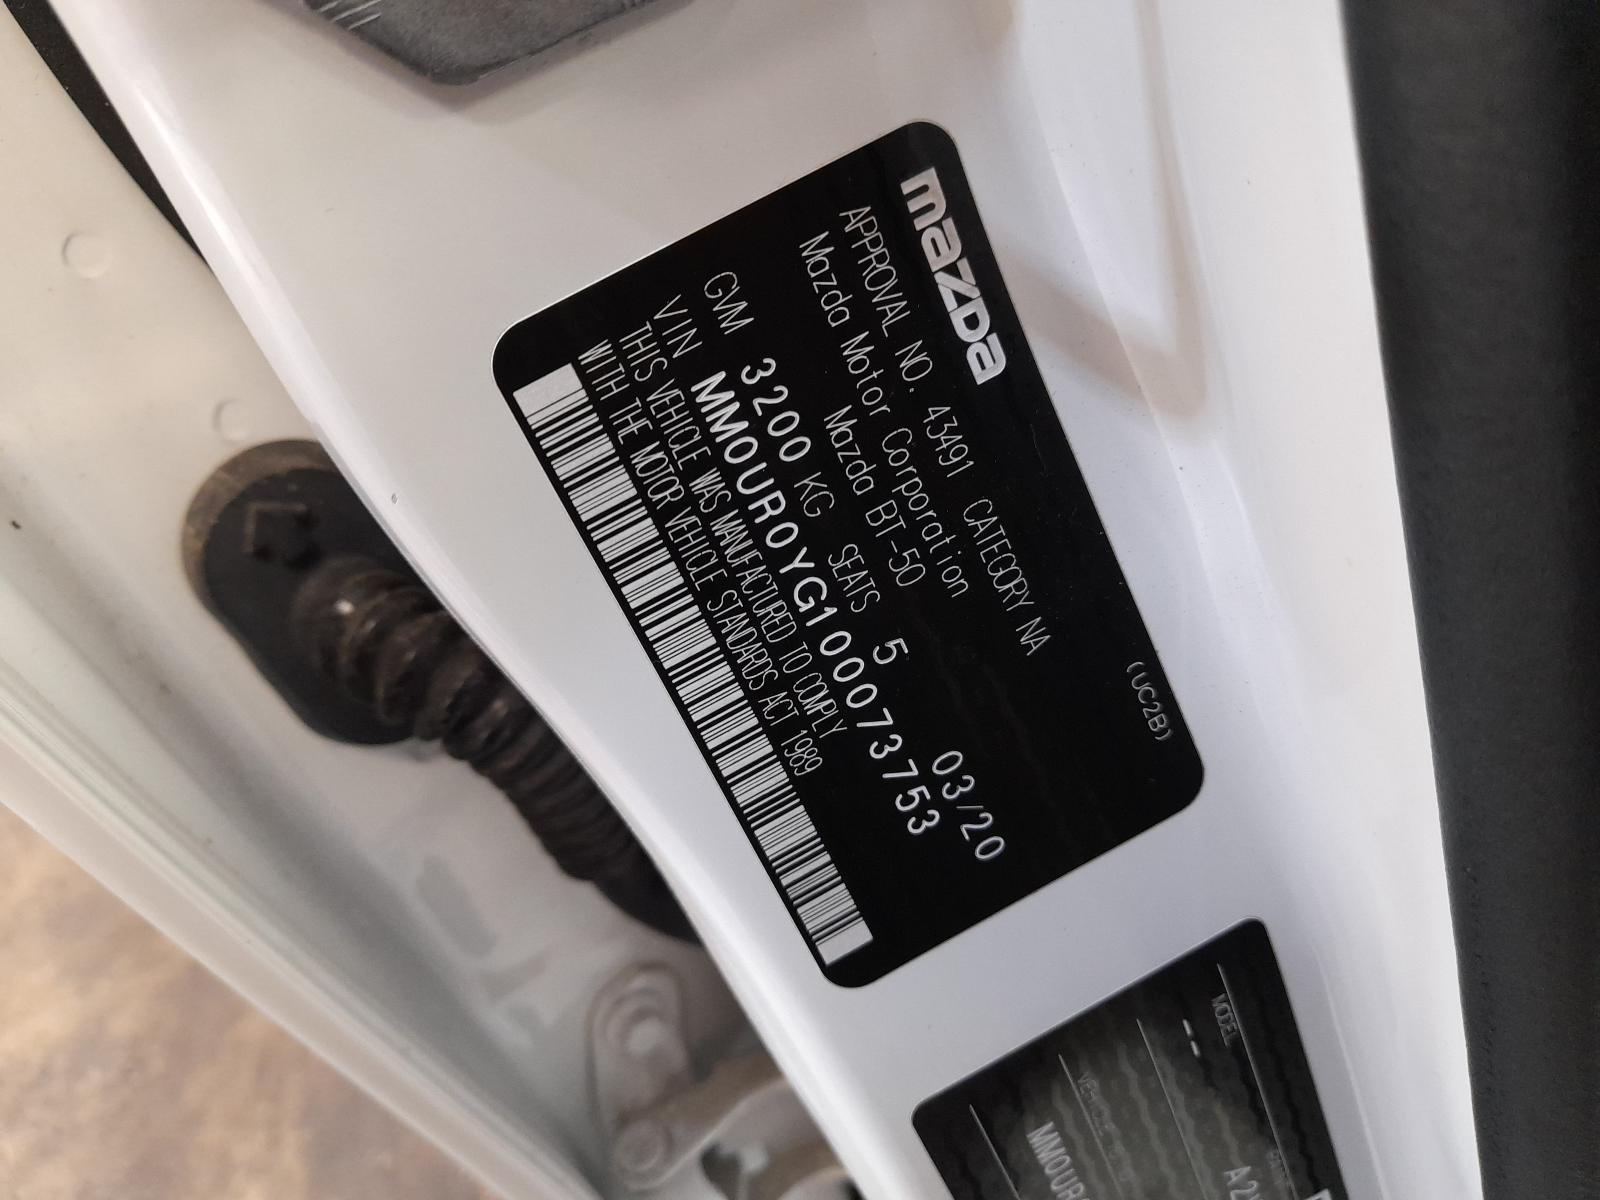 mazda
APPROVAL NO. 43491 CATEGORY NA (UC2B)
Mazda Motor Corporation
Mazda BT-50 03/20
GVM 3200 KG SEATS 5
VIN MM0UR0YG100073753
THIS VEHICLE WAS MANUFACTURED TO COMPLY
WITH THE MOTOR VEHICLE STANDARDS ACT 1989
MODEL